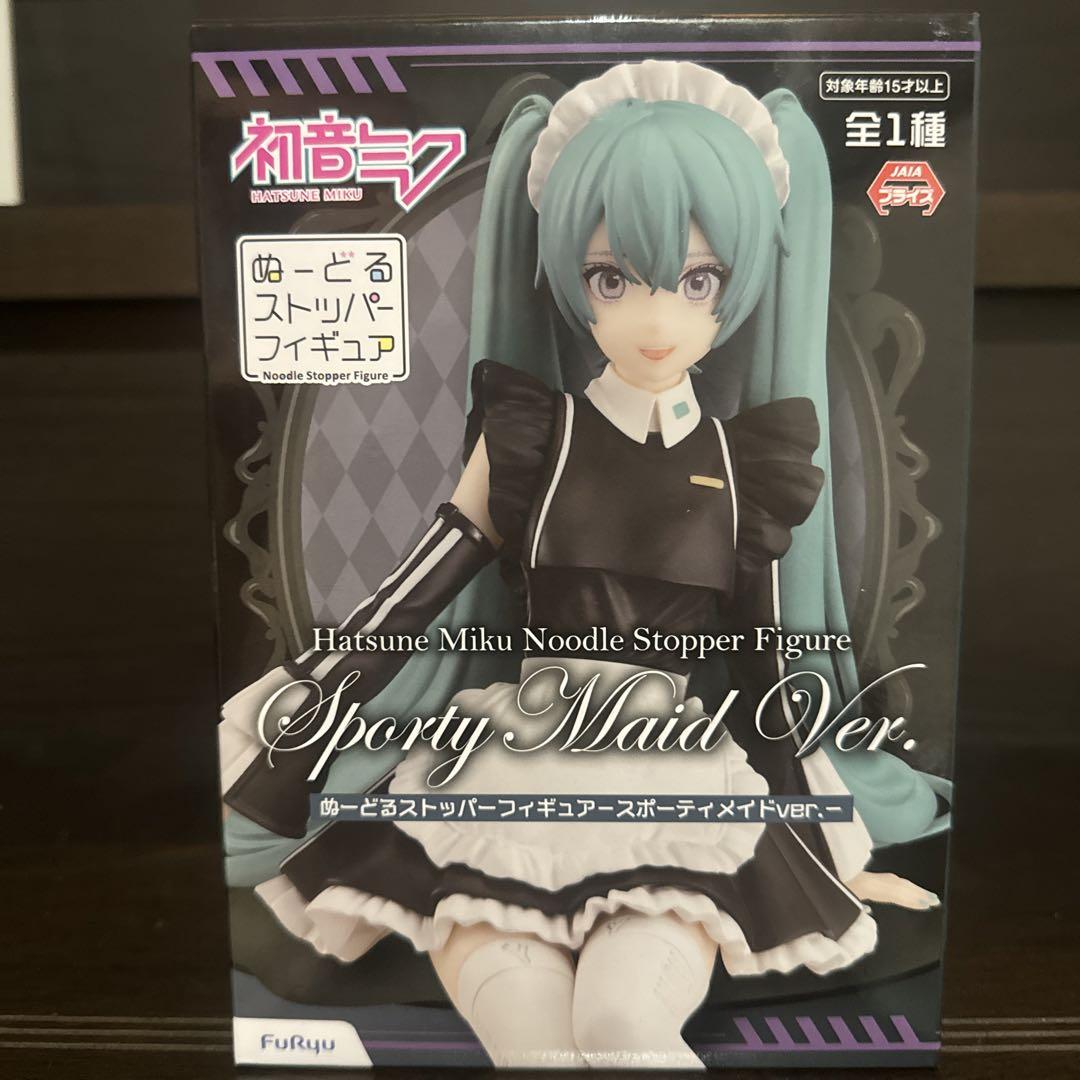 対象年齢15才以上
全1種
JAIA
プライズ
初音ミク
HATSUNE MIKU
ぬーどる
ストッパー
フィギュア
Noodle Stopper Figure
Hatsune Miku Noodle Stopper Figure
Sporty Maid Ver.
ぬーどるストッパーフィギュアースポーティメイドver.ー
FuRyu